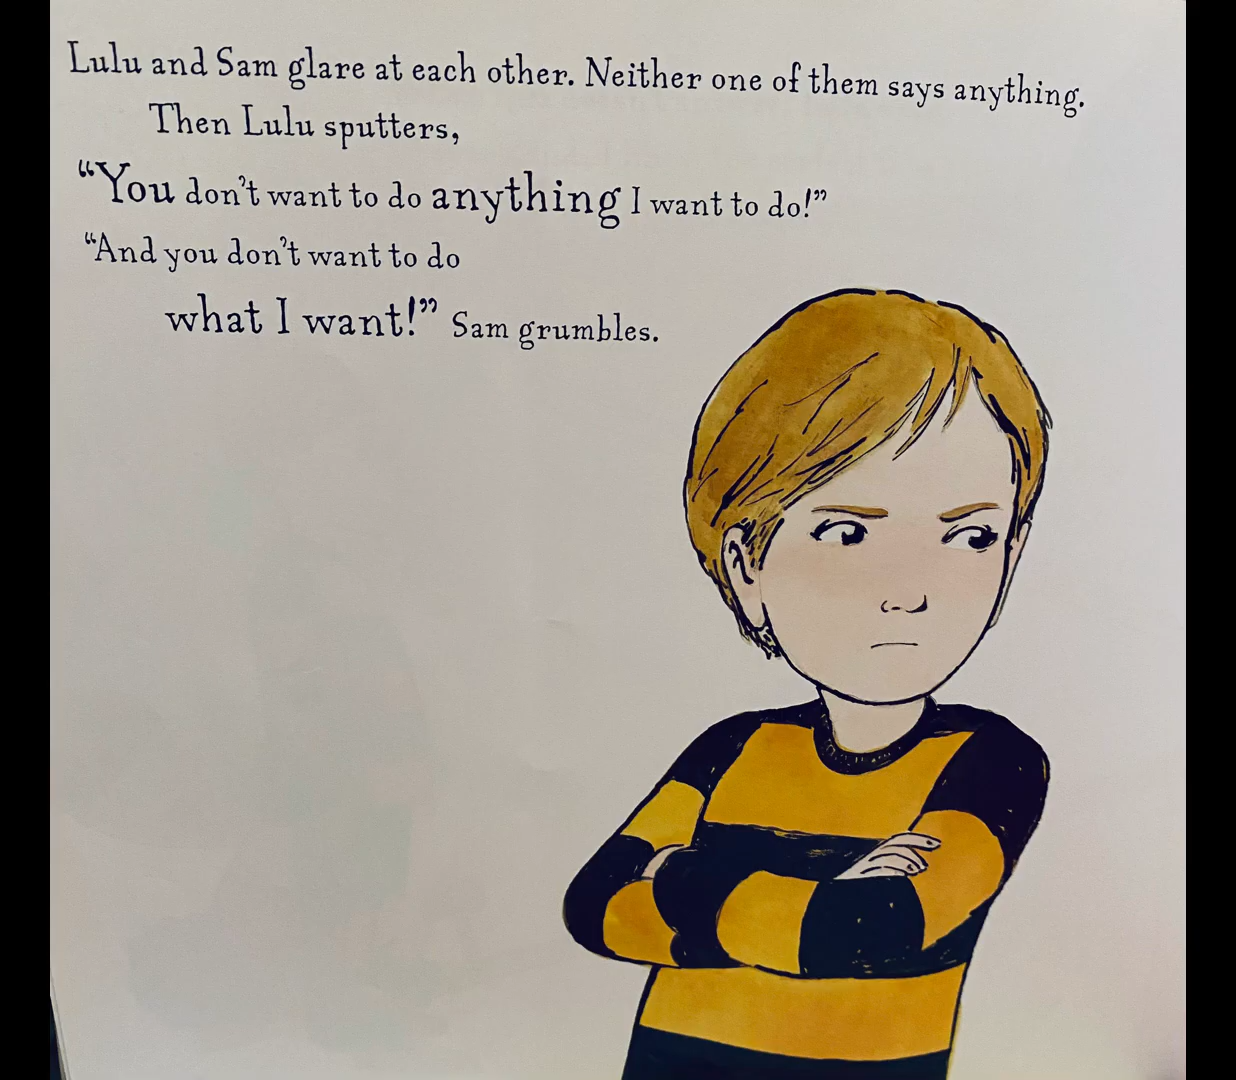 Lulu and Sam glare at each other. Neither one of them says anything.
Then Lulu sputters,
“You don’t want to do anything I want to do!”
“And you don’t want to do
what I want!” Sam grumbles.